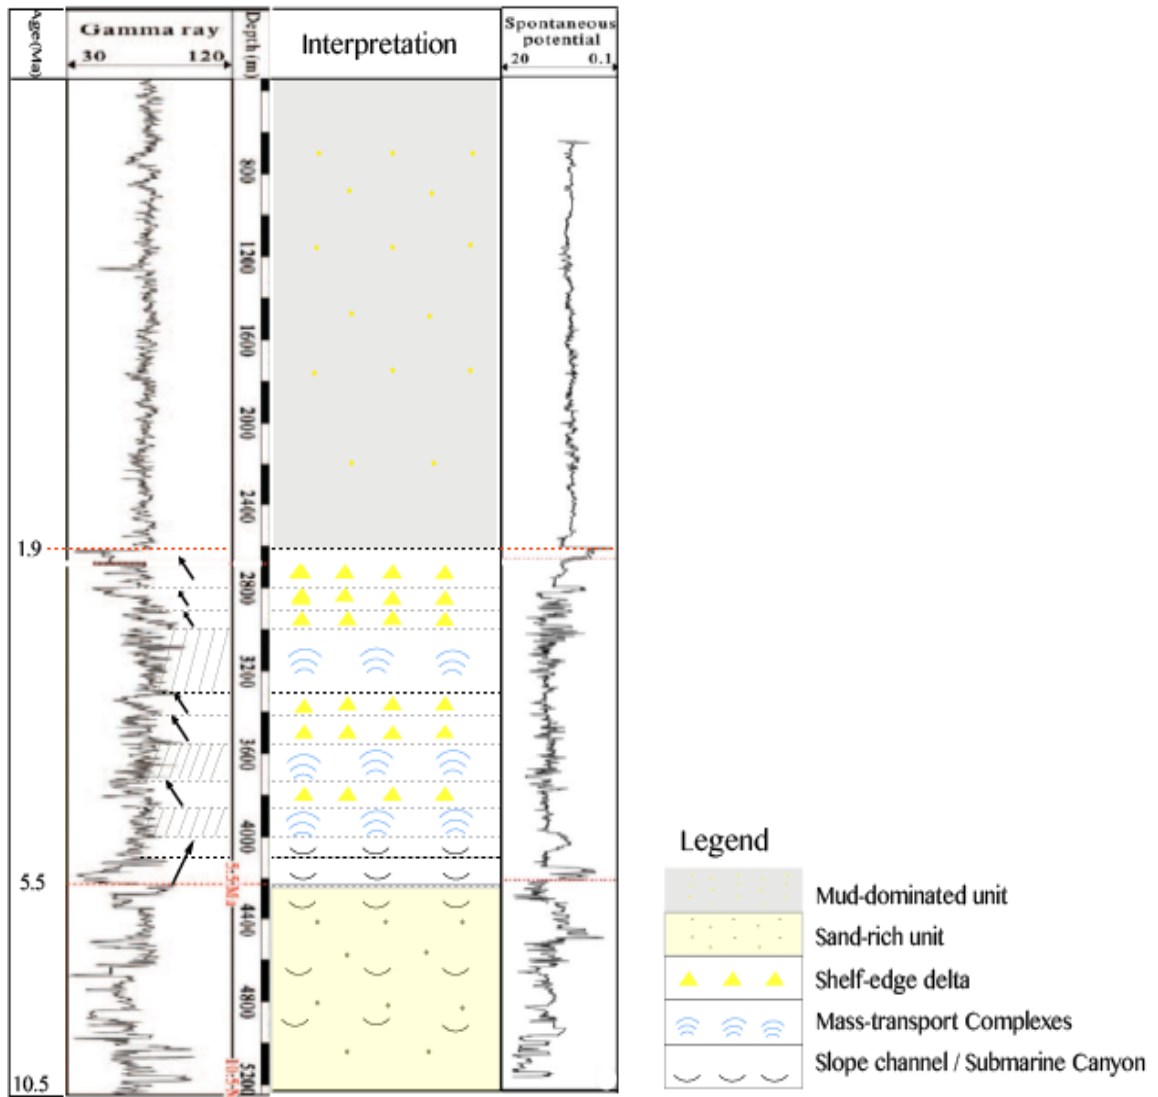 Age(Ma)
Gamma ray
30 120
Depth (m)
Interpretation
Spontaneous
potential
20 0.1
800
1200
1600
2000
2400
1.9
2800
3200
3600
4000
5.5
5.5Ma
4400
4800
5200
10.5
Legend
Mud-dominated unit
Sand-rich unit
Shelf-edge delta
Mass-transport Complexes
Slope channel / Submarine Canyon